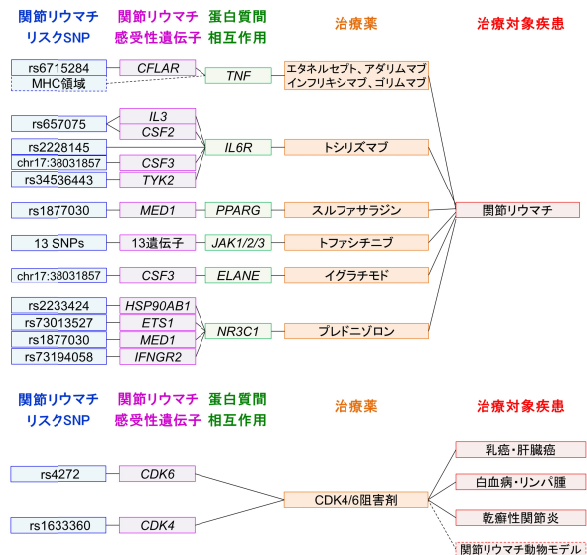 関節リウマチ 関節リウマチ 蛋白質間 治療薬 治療対象疾患
リスクSNP 感受性遺伝子 相互作用
rs6715284 CFLAR TNF エタネルセプト、アダリムマブ
MHC領域 インフリキシマブ、ゴリムマブ
rs657075 IL3
CSF2
rs2228145 IL6R トシリズマブ
chr17:38031857 CSF3
rs34536443 TYK2
rs1877030 MED1 PPARG スルファサラジン 関節リウマチ
13 SNPs 13遺伝子 JAK1/2/3 トファシチニブ
chr17:38031857 CSF3 ELANE イグラチモド
rs2233424 HSP90AB1
rs73013527 ETS1 NR3C1 プレドニゾロン
rs1877030 MED1
rs73194058 IFNGR2
関節リウマチ 関節リウマチ 蛋白質間 治療薬 治療対象疾患
リスクSNP 感受性遺伝子 相互作用
乳癌・肝臓癌
rs4272 CDK6
白血病・リンパ腫
CDK4/6阻害剤
乾癬性関節炎
rs1633360 CDK4
関節リウマチ動物モデル